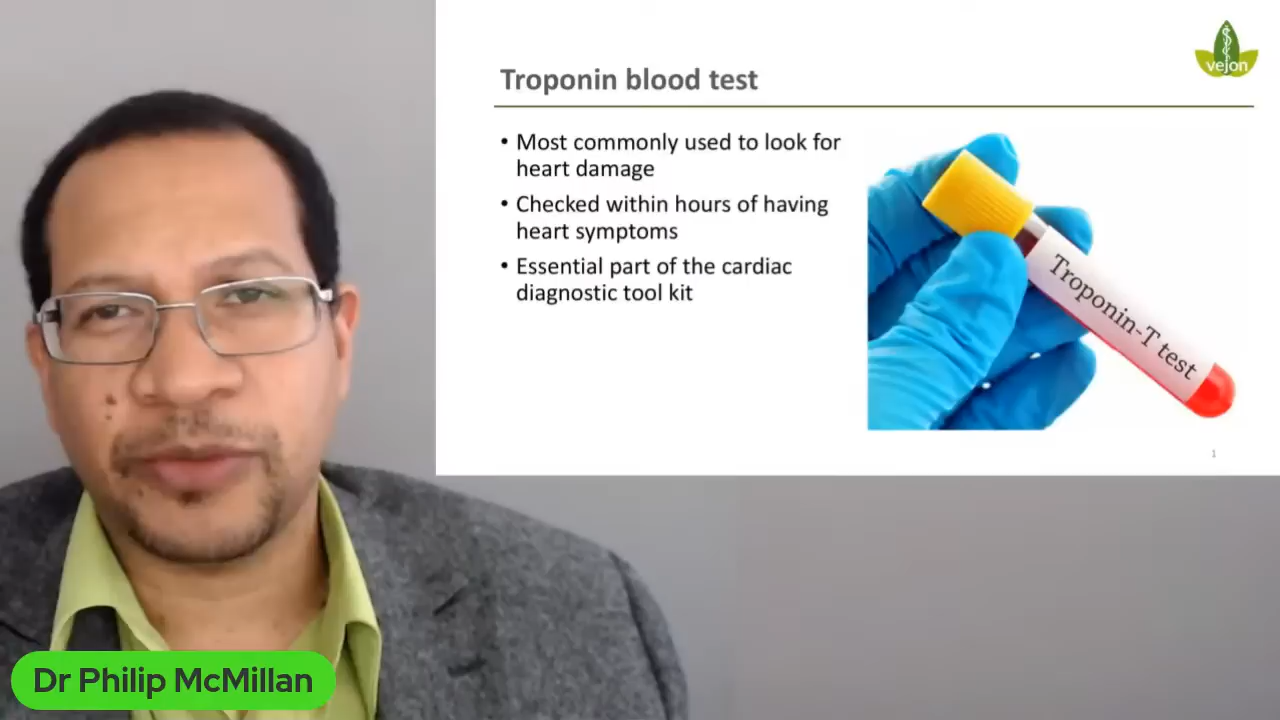 vejon
Troponin blood test
• Most commonly used to look for
heart damage
• Checked within hours of having
heart symptoms
• Essential part of the cardiac
diagnostic tool kit
Troponin-T test
1
Dr Philip McMillan